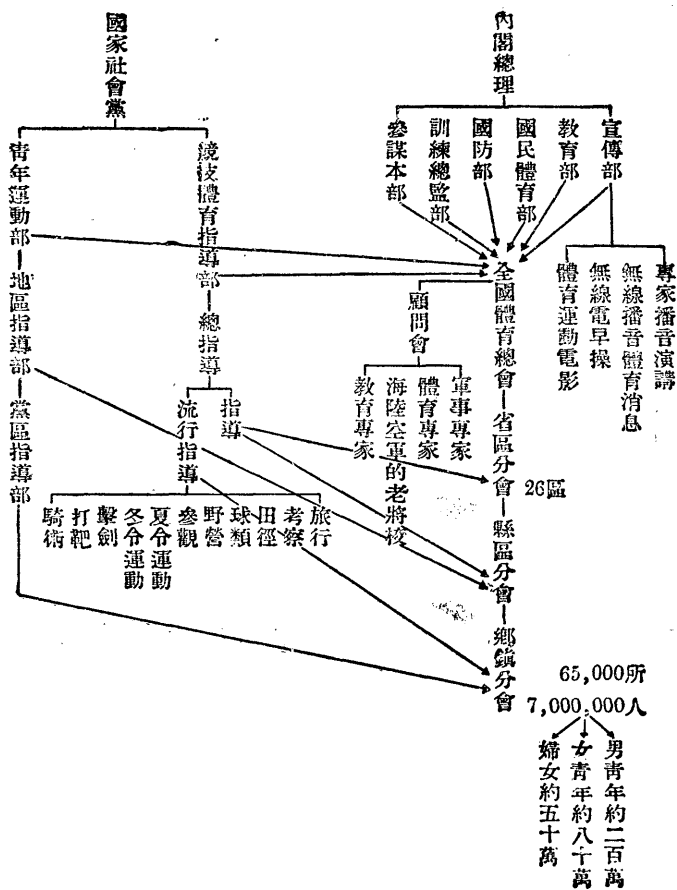 內閣總理
宣傳部
教育部
國民體育部
國防部
訓練總監部
參謀本部
專家播音演講
無線播音體育消息
無線電早操
體育運動電影
全國體育總會—省區分會—縣區分會—鄉鎮分會
26區
65,000所
7,000,000人
男青年約二百萬
女青年約八十萬
婦女約五十萬
顧問會
軍事專家
體育專家
海陸空軍的老將校
教育專家
國家社會黨
競技體育指導部—總指導
指導
流行指導
旅行
考察
田徑
球類
野營
參觀
夏令運動
冬令運動
擊劍
打靶
騎術
青年運動部—地區指導部—黨區指導部